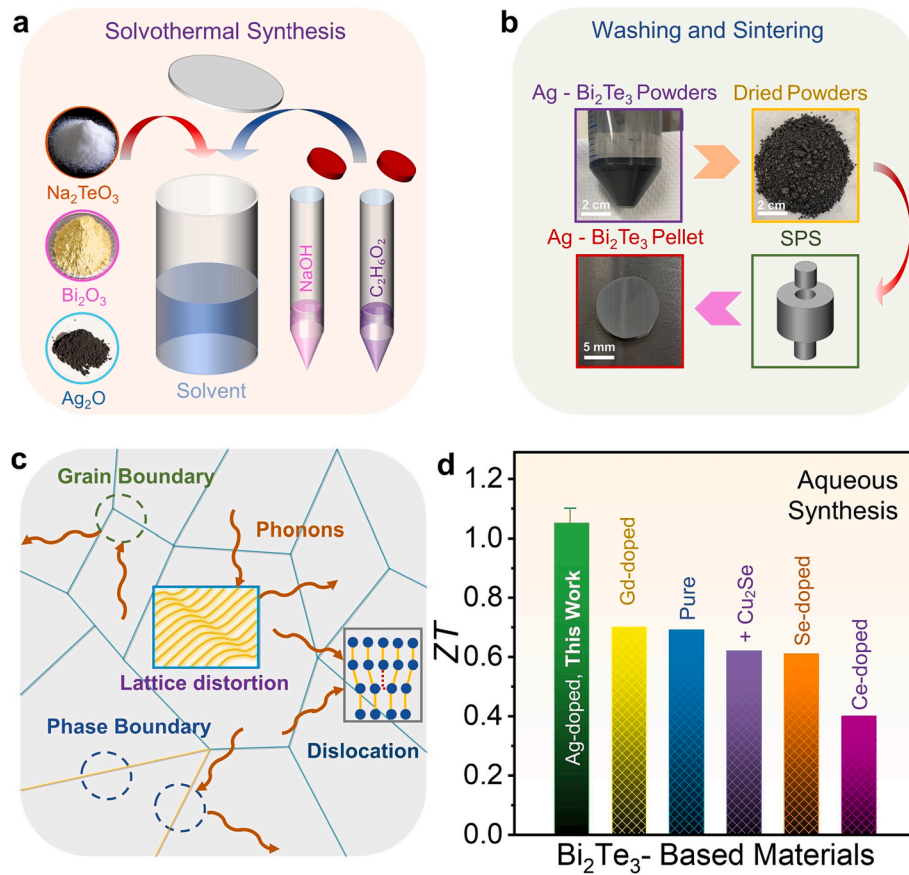 a
Solvothermal Synthesis
Na₂TeO₃
Bi₂O₃
Ag₂O
Solvent
NaOH
C₂H₆O₂
b
Washing and Sintering
Ag - Bi₂Te₃ Powders
2 cm
Dried Powders
2 cm
Ag - Bi₂Te₃ Pellet
5 mm
SPS
c
Grain Boundary
Phonons
Lattice distortion
Phase Boundary
Dislocation
d
Aqueous
Synthesis
ZT
1.2
1.0
0.8
0.6
0.4
0.2
0.0
Ag-doped, This Work
Gd-doped
Pure
+ Cu₂Se
Se-doped
Ce-doped
Bi₂Te₃- Based Materials